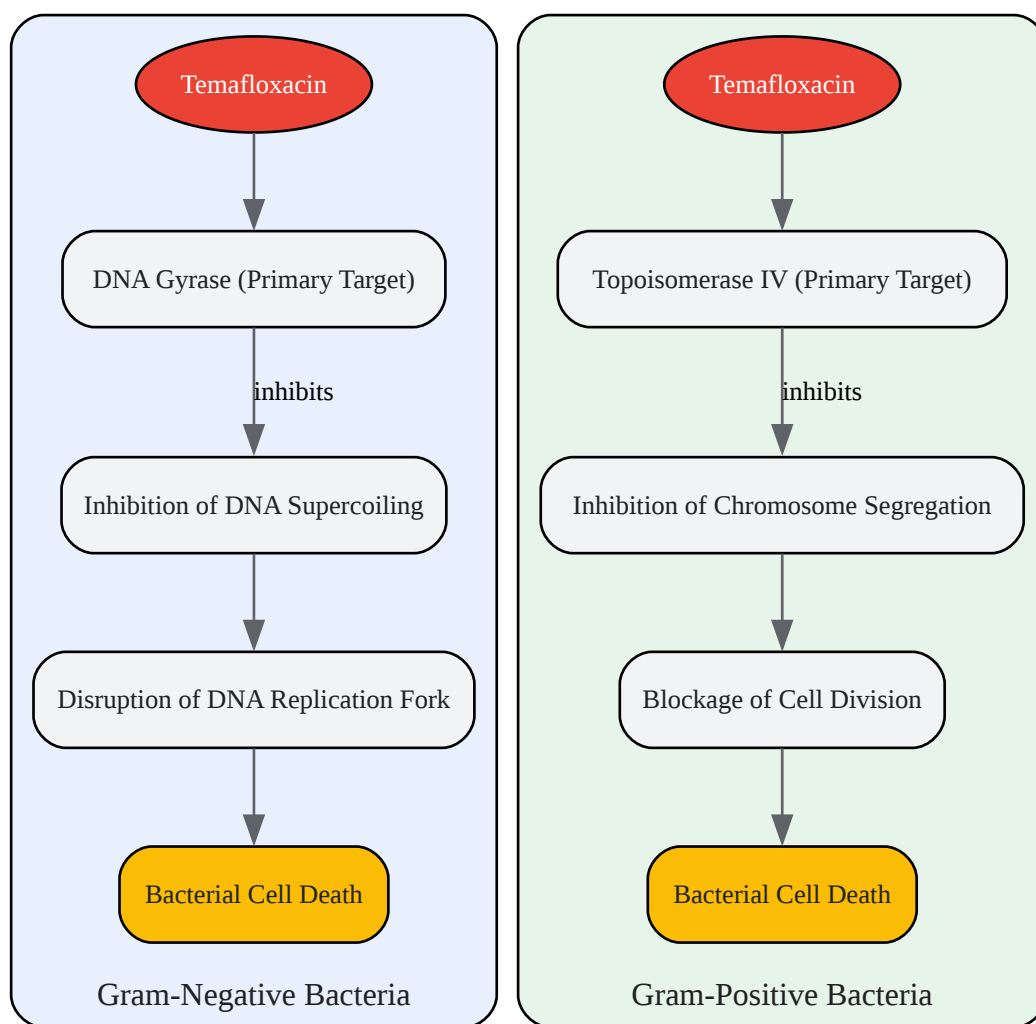 Temafloxacin
DNA Gyrase (Primary Target)
inhibits
Inhibition of DNA Supercoiling
Disruption of DNA Replication Fork
Bacterial Cell Death
Gram-Negative Bacteria
Temafloxacin
Topoisomerase IV (Primary Target)
inhibits
Inhibition of Chromosome Segregation
Blockage of Cell Division
Bacterial Cell Death
Gram-Positive Bacteria